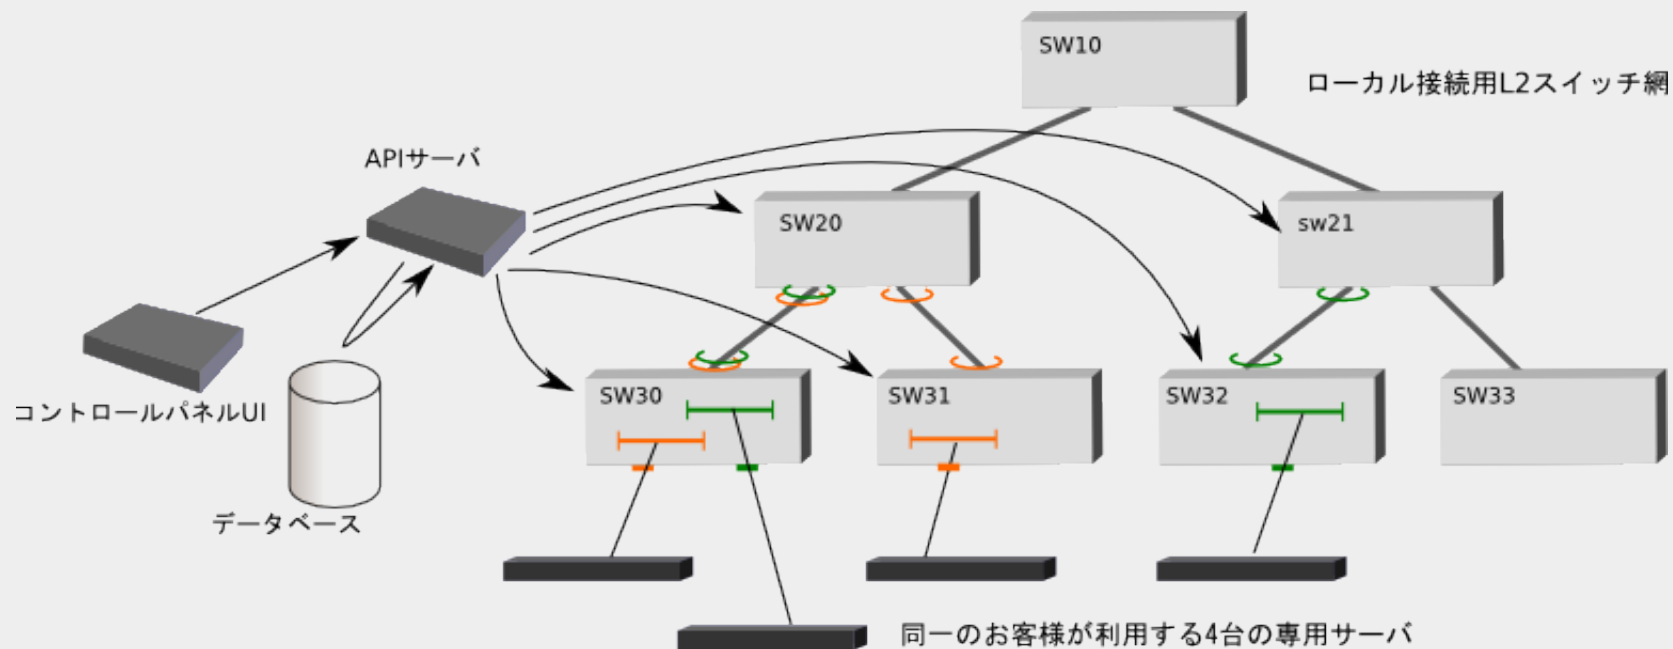 SW10
ローカル接続用L2スイッチ網
APIサーバ
SW20
sw21
コントロールパネルUI
SW30
SW31
SW32
SW33
データベース
同一のお客様が利用する4台の専用サーバ